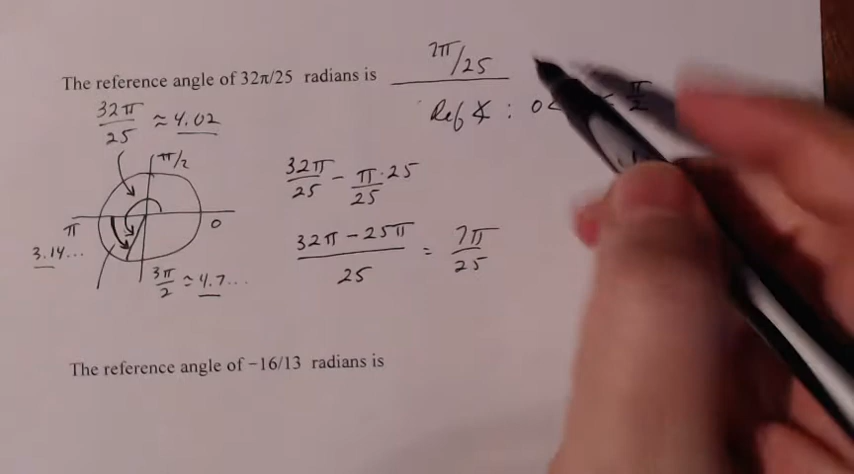 7π/25
The reference angle of 32π/25 radians is
Ref ∡ : 0<
≤ π/2
32π/25 ≈ 4.02
π/2
π
0
3.14...
3π/2 ≈ 4.7...
32π/25 − π·25/25
32π − 25π/25 = 7π/25
The reference angle of −16/13 radians is